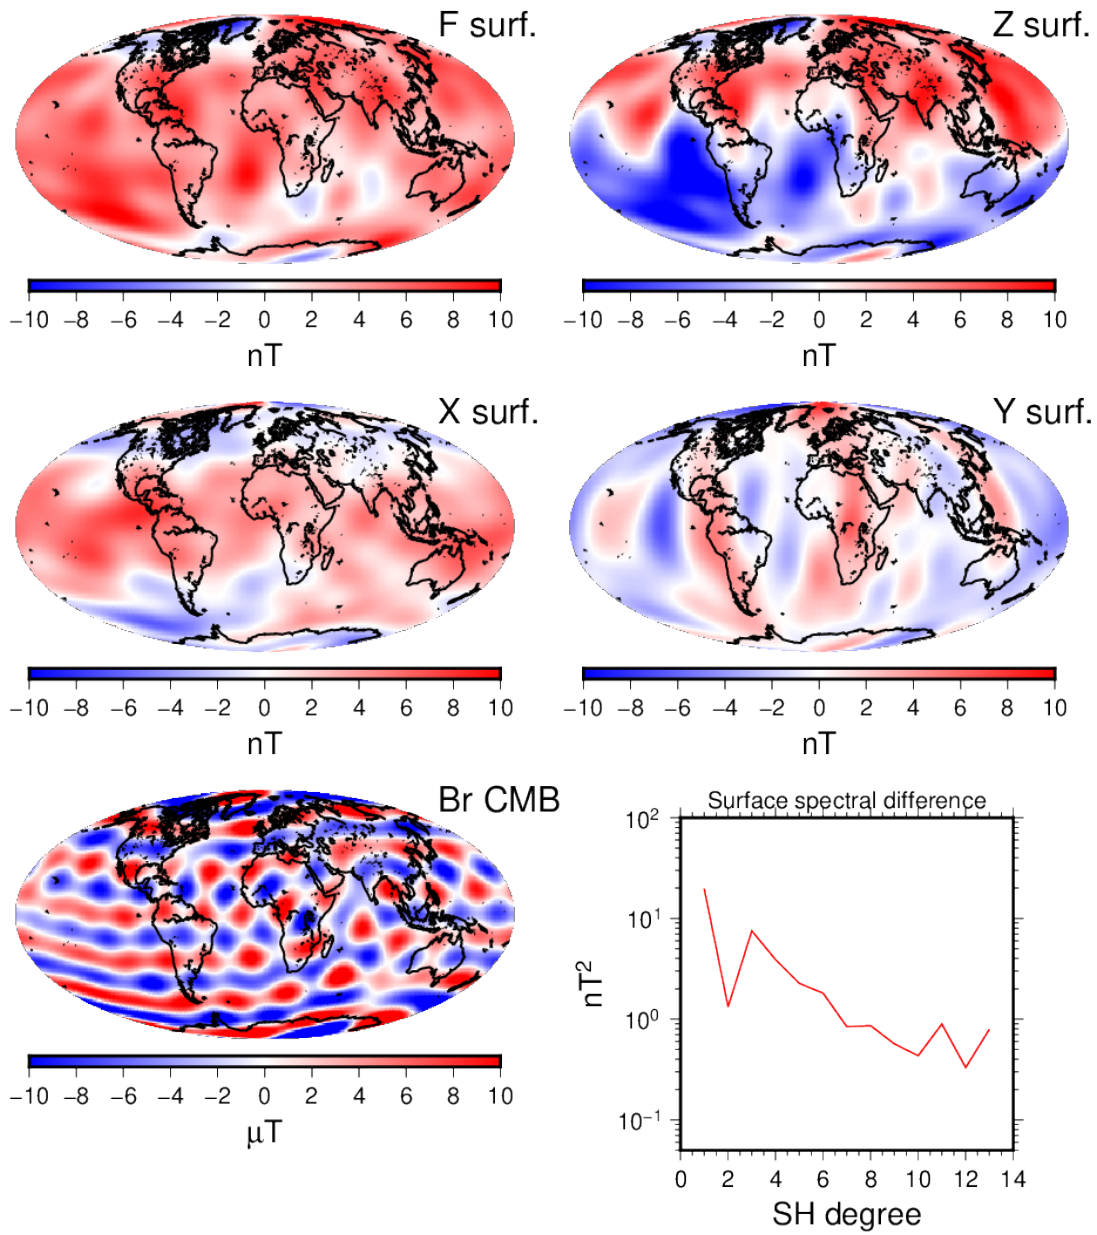 F surf.
Z surf.
−10 −8 −6 −4 −2 0 2 4 6 8 10
nT
−10 −8 −6 −4 −2 0 2 4 6 8 10
nT
X surf.
Y surf.
−10 −8 −6 −4 −2 0 2 4 6 8 10
nT
−10 −8 −6 −4 −2 0 2 4 6 8 10
nT
Br CMB
−10 −8 −6 −4 −2 0 2 4 6 8 10
μT
Surface spectral difference
10²
10¹
10⁰
10⁻¹
nT²
0 2 4 6 8 10 12 14
SH degree